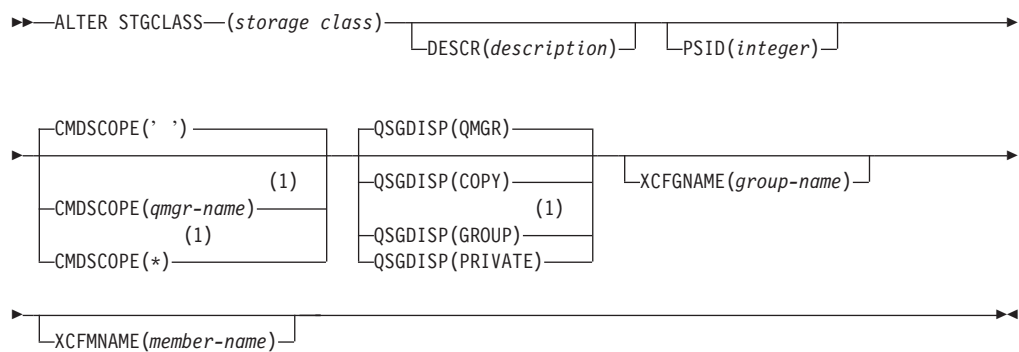 ALTER STGCLASS (storage class)
DESCR(description) PSID(integer)
CMDSCOPE(’ ’) QSGDISP(QMGR)
(1) QSGDISP(COPY) XCFGNAME(group-name)
CMDSCOPE(qmgr-name) (1)
(1) QSGDISP(GROUP)
CMDSCOPE(*) QSGDISP(PRIVATE)
XCFMNAME(member-name)